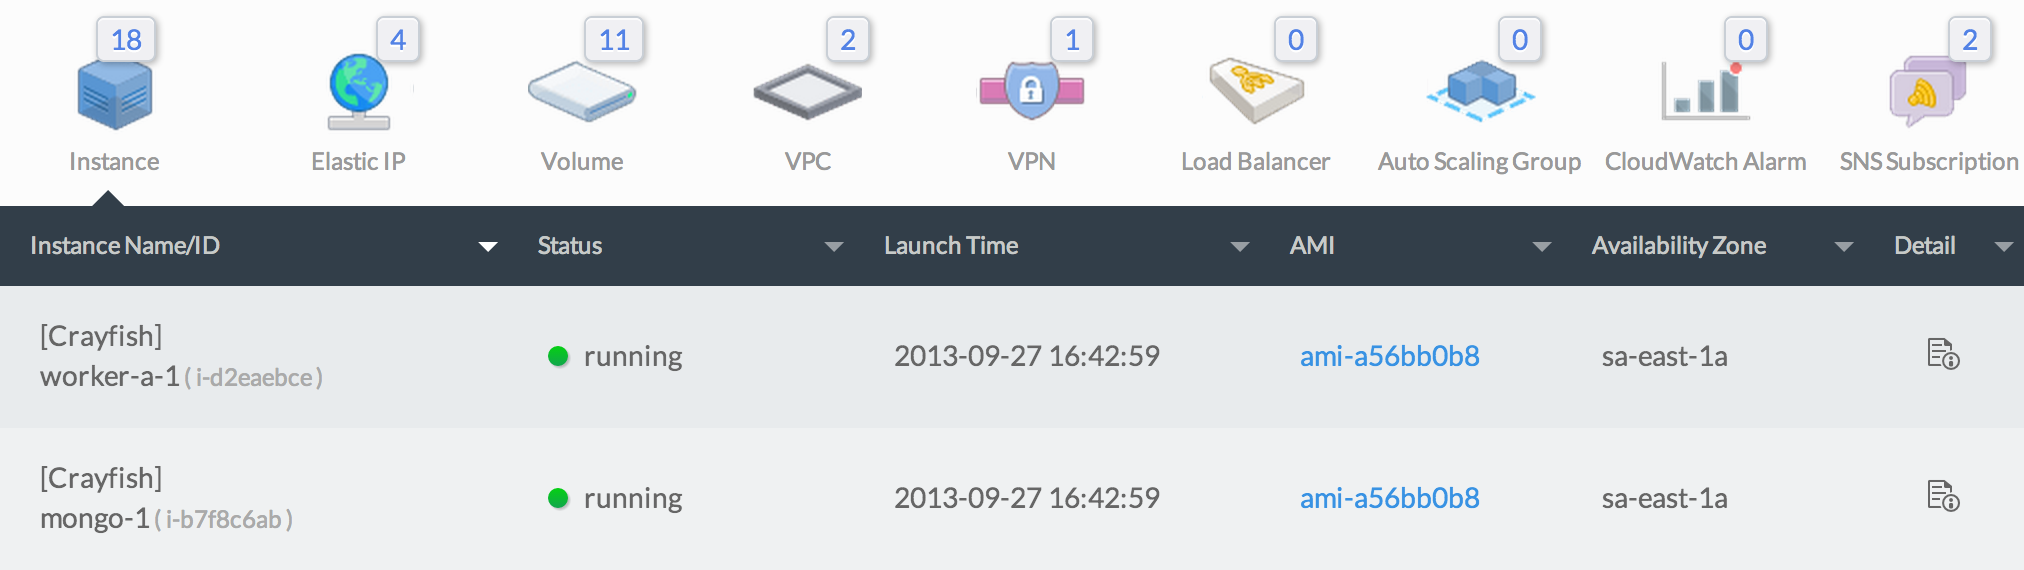 18 4 11 2 1 0 0 0 2
Instance Elastic IP Volume VPC VPN Load Balancer Auto Scaling Group CloudWatch Alarm SNS Subscription
Instance Name/ID Status Launch Time AMI Availability Zone Detail
[Crayfish]
worker-a-1 ( i-d2eaebce ) running 2013-09-27 16:42:59 ami-a56bb0b8 sa-east-1a
[Crayfish]
mongo-1 ( i-b7f8c6ab ) running 2013-09-27 16:42:59 ami-a56bb0b8 sa-east-1a